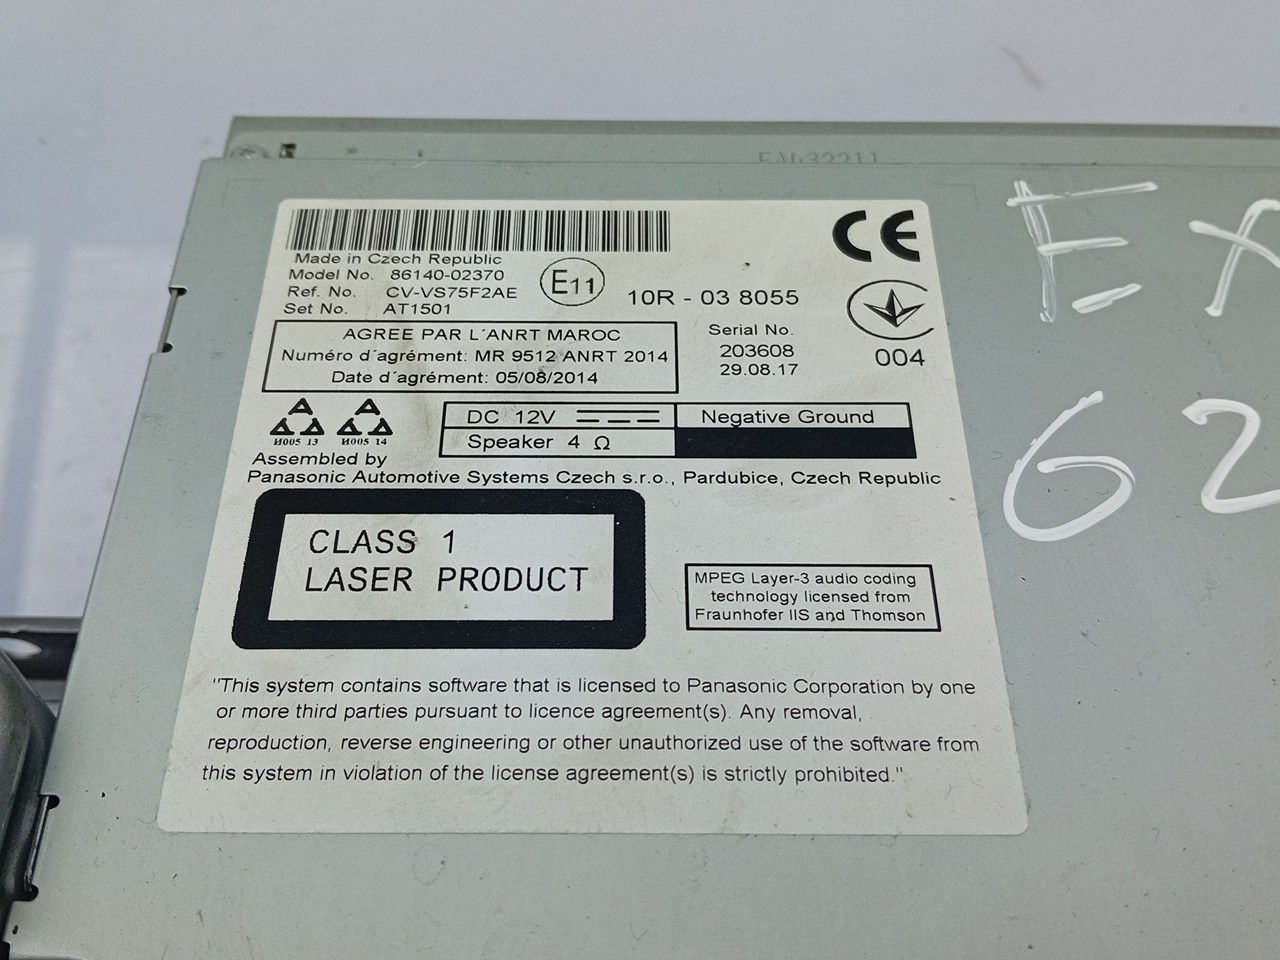 Made in Czech Republic
Model No. 86140-02370
Ref. No. CV-VS75F2AE
Set No. AT1501
E11
10R - 03 8055
CE
004
AGREE PAR L´ANRT MAROC
Numéro d´agrément: MR 9512 ANRT 2014
Date d´agrément: 05/08/2014
Serial No.
203608
29.08.17
И005 13 И005 14
DC 12V Negative Ground
Speaker 4 Ω
Assembled by
Panasonic Automotive Systems Czech s.r.o., Pardubice, Czech Republic
CLASS 1
LASER PRODUCT
MPEG Layer-3 audio coding
technology licensed from
Fraunhofer IIS and Thomson
"This system contains software that is licensed to Panasonic Corporation by one
or more third parties pursuant to licence agreement(s). Any removal,
reproduction, reverse engineering or other unauthorized use of the software from
this system in violation of the license agreement(s) is strictly prohibited."
EX
62